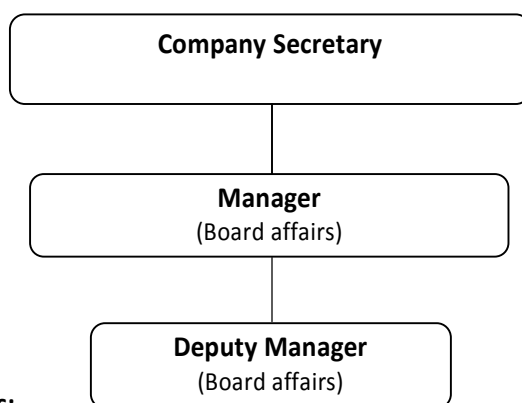 Company Secretary
Manager
(Board affairs)
Deputy Manager
(Board affairs)